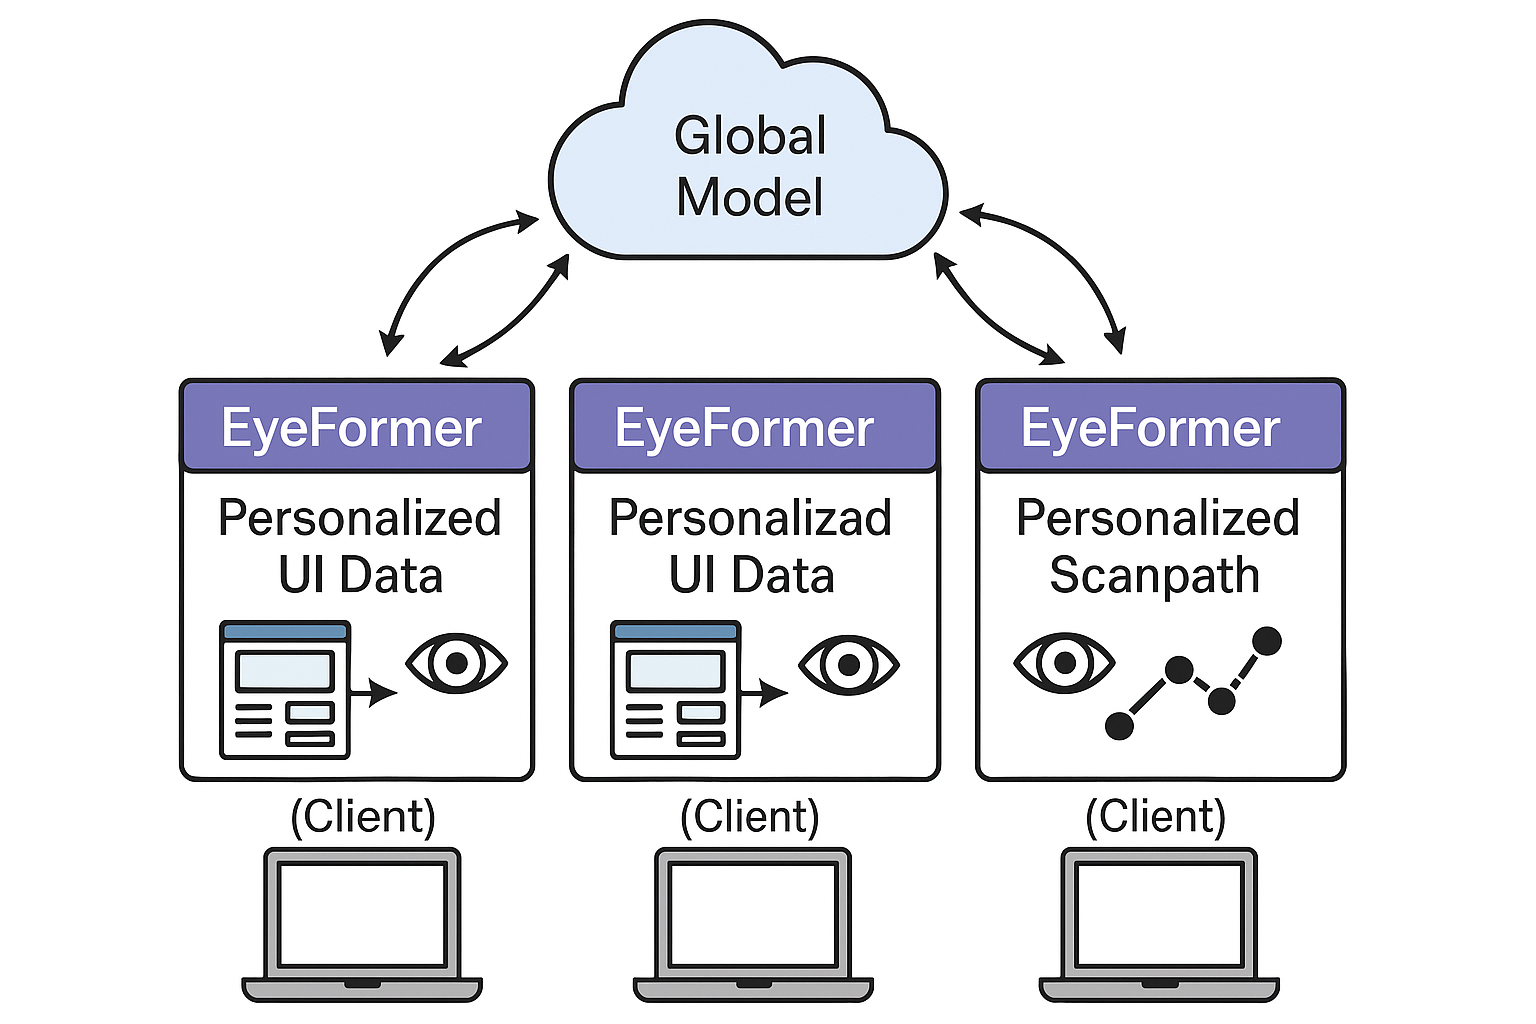 Global
Model
EyeFormer
Personalized
UI Data
(Client)
EyeFormer
Personalizad
UI Data
(Client)
EyeFormer
Personalized
Scanpath
(Client)